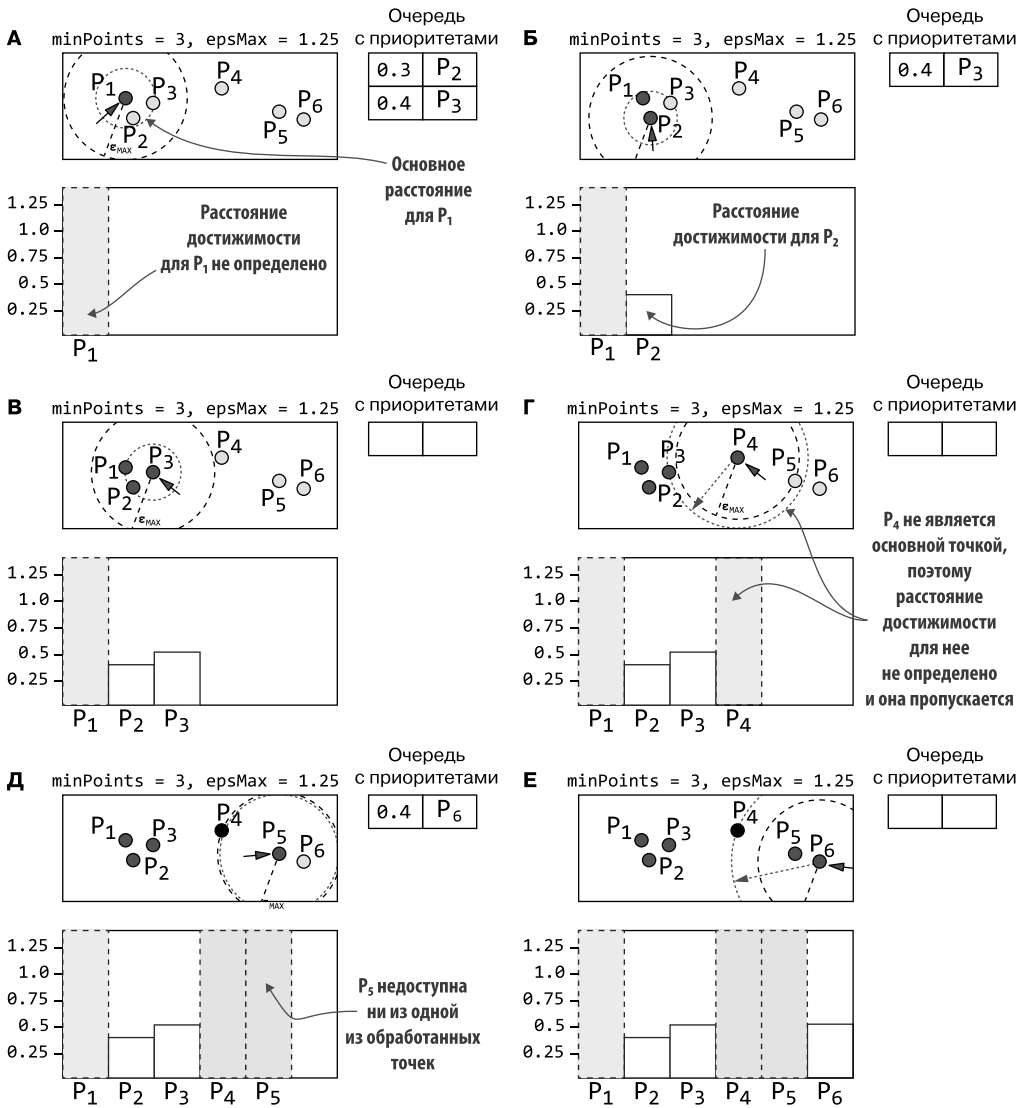 А
minPoints = 3, epsMax = 1.25
Очередь
с приоритетами
0.3 P2
0.4 P3
P1
P3
P2
P4
P5
P6
εMAX
Основное
расстояние
для P1
1.25
1.0
0.75
0.5
0.25
Расстояние
достижимости
для P1 не определено
P1
Б
minPoints = 3, epsMax = 1.25
Очередь
с приоритетами
0.4 P3
P1
P3
P2
P4
P5
P6
1.25
1.0
0.75
0.5
0.25
Расстояние
достижимости для P2
P1 P2
В
minPoints = 3, epsMax = 1.25
Очередь
с приоритетами
P1
P3
P2
P4
P5
P6
εMAX
1.25
1.0
0.75
0.5
0.25
P1 P2 P3
Г
minPoints = 3, epsMax = 1.25
Очередь
с приоритетами
P1
P3
P2
P4
P5
P6
εMAX
P4 не является
основной точкой,
поэтому
расстояние
достижимости
для нее
не определено
и она пропускается
1.25
1.0
0.75
0.5
0.25
P1 P2 P3 P4
Д
minPoints = 3, epsMax = 1.25
Очередь
с приоритетами
0.4 P6
P1
P3
P2
P4
P5
P6
MAX
1.25
1.0
0.75
0.5
0.25
P5 недоступна
ни из одной
из обработанных
точек
P1 P2 P3 P4 P5
Е
minPoints = 3, epsMax = 1.25
Очередь
с приоритетами
P1
P3
P2
P4
P5
P6
1.25
1.0
0.75
0.5
0.25
P1 P2 P3 P4 P5 P6